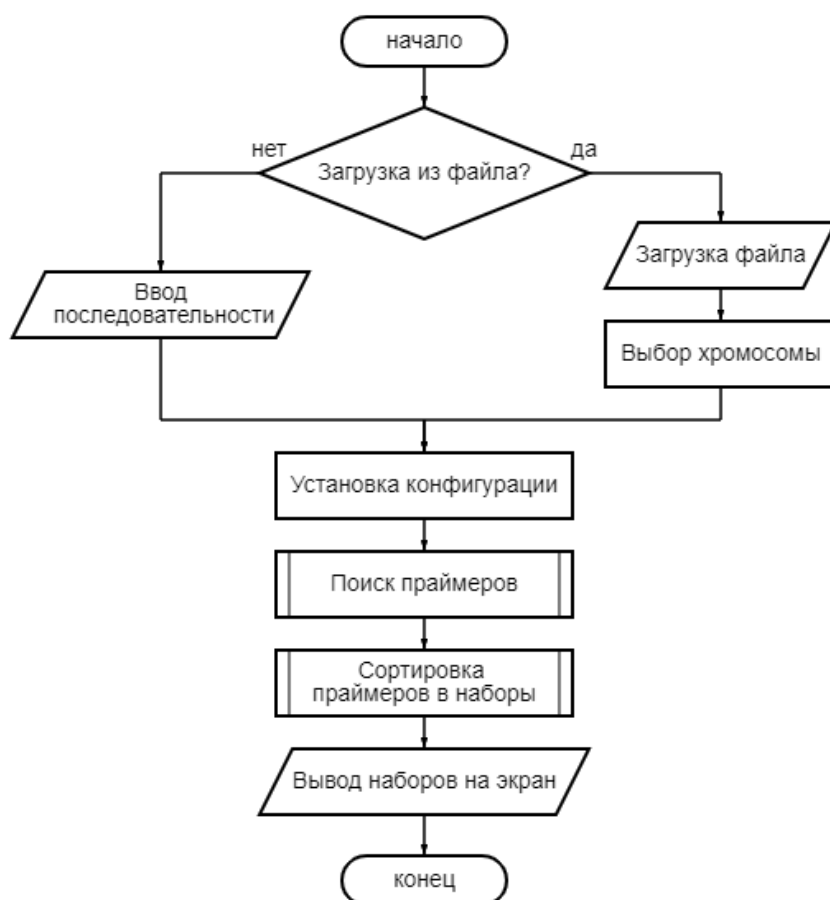 начало
нет
да
Загрузка из файла?
Загрузка файла
Ввод
последовательности
Выбор хромосомы
Установка конфигурации
Поиск праймеров
Сортировка
праймеров в наборы
Вывод наборов на экран
конец